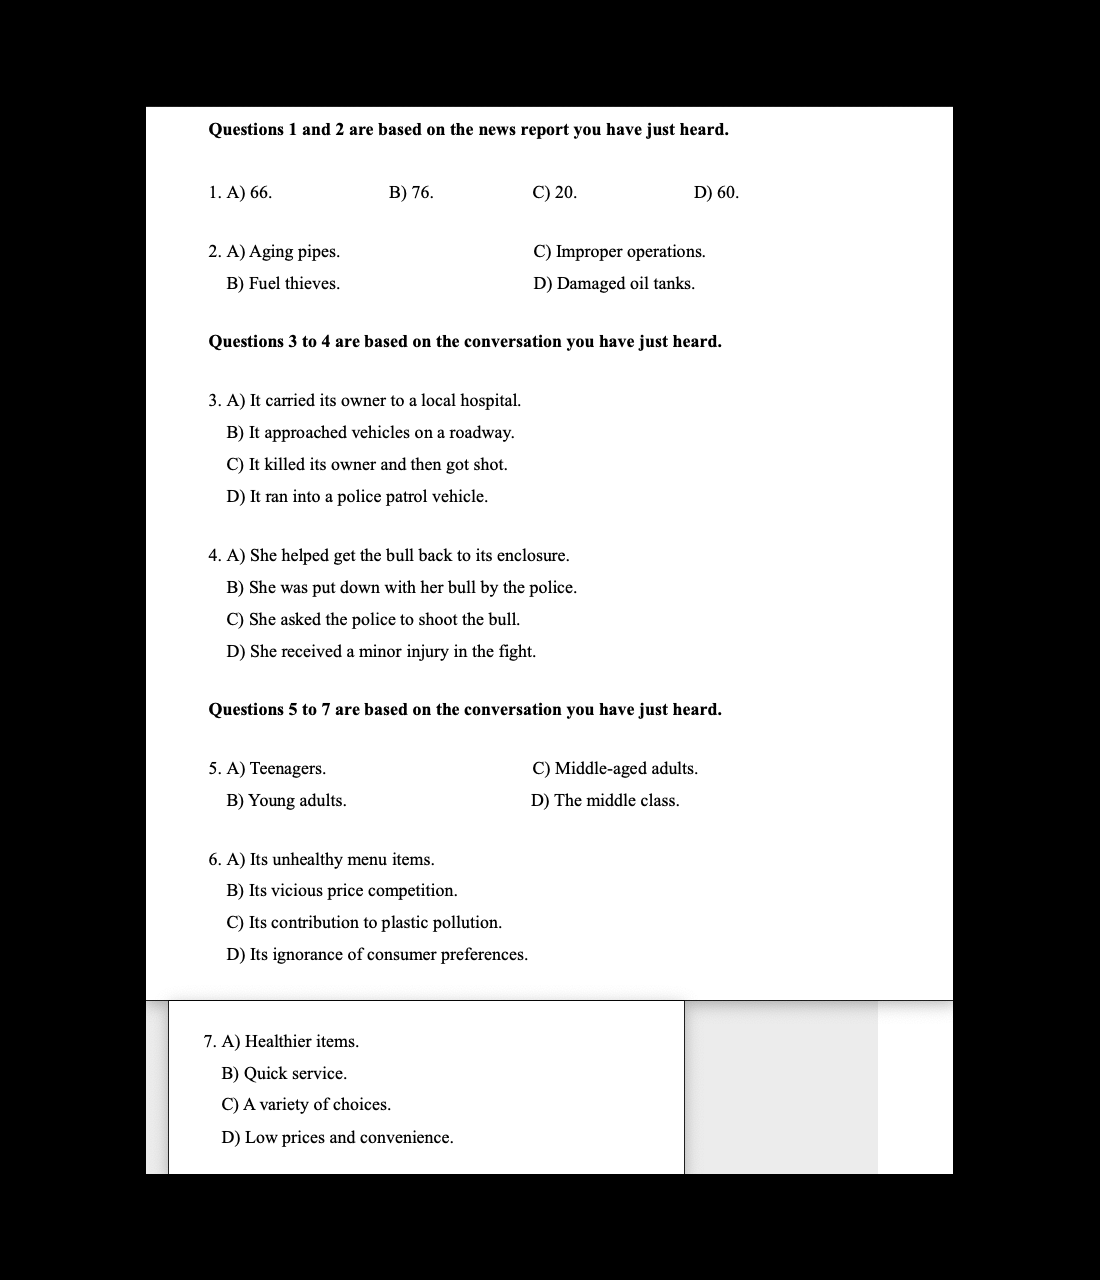 Questions 1 and 2 are based on the news report you have just heard.
1. A) 66. B) 76. C) 20. D) 60.
2. A) Aging pipes. C) Improper operations.
B) Fuel thieves. D) Damaged oil tanks.
Questions 3 to 4 are based on the conversation you have just heard.
3. A) It carried its owner to a local hospital.
B) It approached vehicles on a roadway.
C) It killed its owner and then got shot.
D) It ran into a police patrol vehicle.
4. A) She helped get the bull back to its enclosure.
B) She was put down with her bull by the police.
C) She asked the police to shoot the bull.
D) She received a minor injury in the fight.
Questions 5 to 7 are based on the conversation you have just heard.
5. A) Teenagers. C) Middle-aged adults.
B) Young adults. D) The middle class.
6. A) Its unhealthy menu items.
B) Its vicious price competition.
C) Its contribution to plastic pollution.
D) Its ignorance of consumer preferences.
7. A) Healthier items.
B) Quick service.
C) A variety of choices.
D) Low prices and convenience.